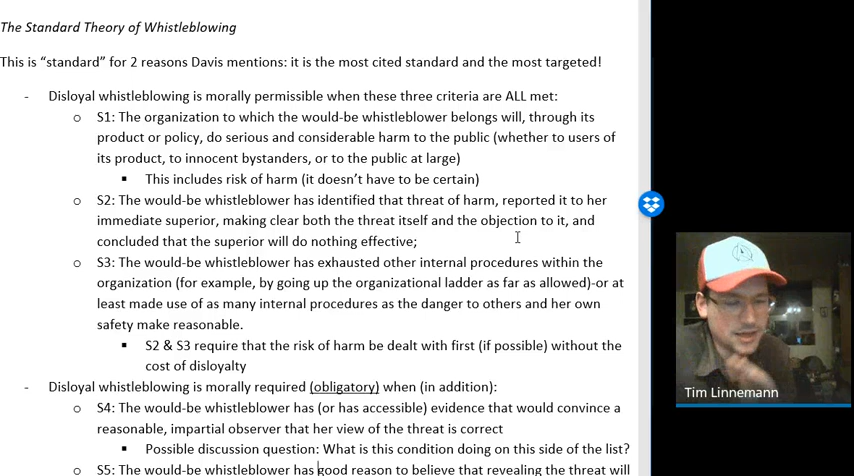 The Standard Theory of Whistleblowing
This is “standard” for 2 reasons Davis mentions: it is the most cited standard and the most targeted!
- Disloyal whistleblowing is morally permissible when these three criteria are ALL met:
o S1: The organization to which the would-be whistleblower belongs will, through its
product or policy, do serious and considerable harm to the public (whether to users of
its product, to innocent bystanders, or to the public at large)
▪ This includes risk of harm (it doesn’t have to be certain)
o S2: The would-be whistleblower has identified that threat of harm, reported it to her
immediate superior, making clear both the threat itself and the objection to it, and
concluded that the superior will do nothing effective;
o S3: The would-be whistleblower has exhausted other internal procedures within the
organization (for example, by going up the organizational ladder as far as allowed)-or at
least made use of as many internal procedures as the danger to others and her own
safety make reasonable.
▪ S2 & S3 require that the risk of harm be dealt with first (if possible) without the
cost of disloyalty
- Disloyal whistleblowing is morally required (obligatory) when (in addition):
o S4: The would-be whistleblower has (or has accessible) evidence that would convince a
reasonable, impartial observer that her view of the threat is correct
▪ Possible discussion question: What is this condition doing on this side of the list?
o S5: The would-be whistleblower has good reason to believe that revealing the threat will
Tim Linnemann